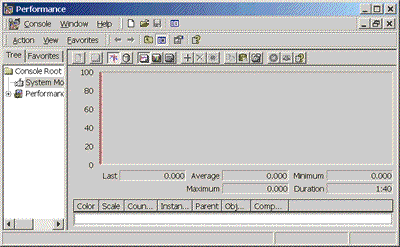 Performance
Console Window Help
Action View Favorites
Tree Favorites
Console Root
System Mo
Performanc
100
80
60
40
20
0
Last 0.000 Average 0.000 Minimum 0.000
Maximum 0.000 Duration 1:40
Color Scale Coun... Instan... Parent Obj... Comp...